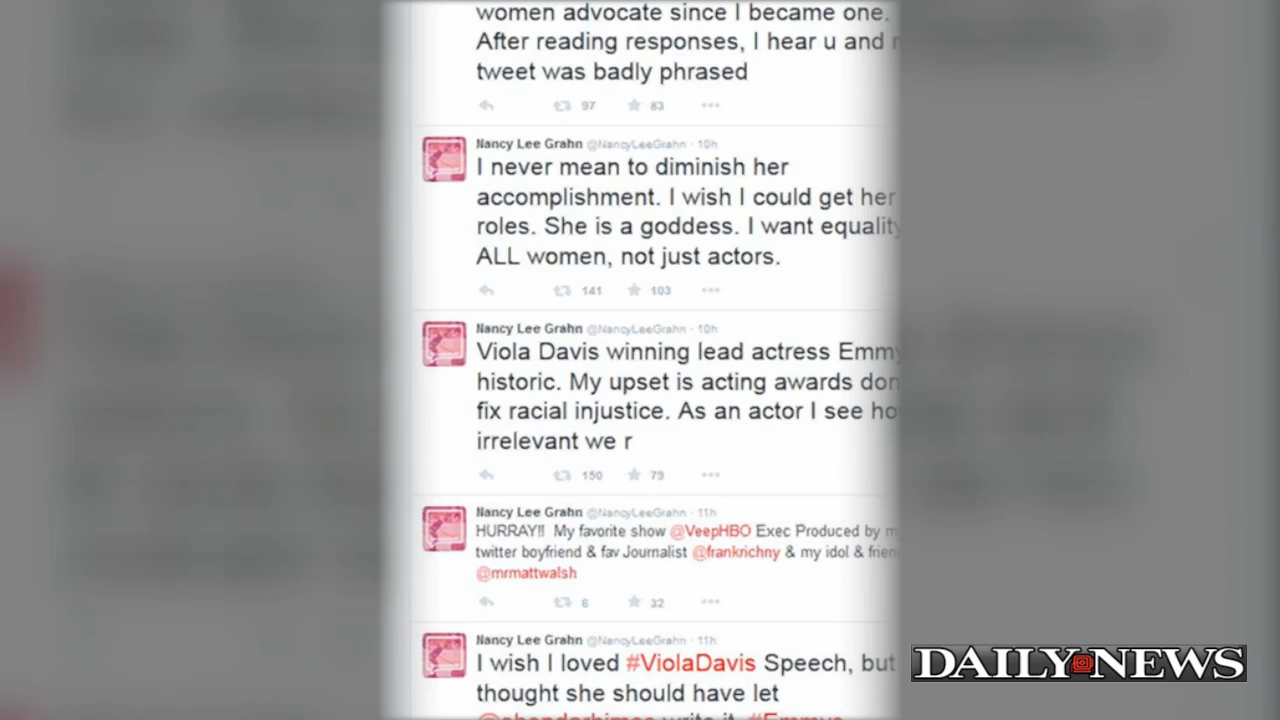 women advocate since I became one.
After reading responses, I hear u and
tweet was badly phrased
97 83
Nancy Lee Grahn @NancyLeeGrahn · 10h
I never mean to diminish her
accomplishment. I wish I could get her
roles. She is a goddess. I want equality
ALL women, not just actors.
141 103
Nancy Lee Grahn @NancyLeeGrahn · 10h
Viola Davis winning lead actress Emmy
historic. My upset is acting awards don
fix racial injustice. As an actor I see ho
irrelevant we r
150 79
Nancy Lee Grahn @NancyLeeGrahn · 11h
HURRAY!! My favorite show @VeepHBO Exec Produced by m
twitter boyfriend & fav Journalist @frankrichny & my idol & frien
@mrmattwalsh
6 32
Nancy Lee Grahn @NancyLeeGrahn · 11h
I wish I loved #ViolaDavis Speech, but
thought she should have let
@shondarhimes write it. #Emmys
DAILY NEWS